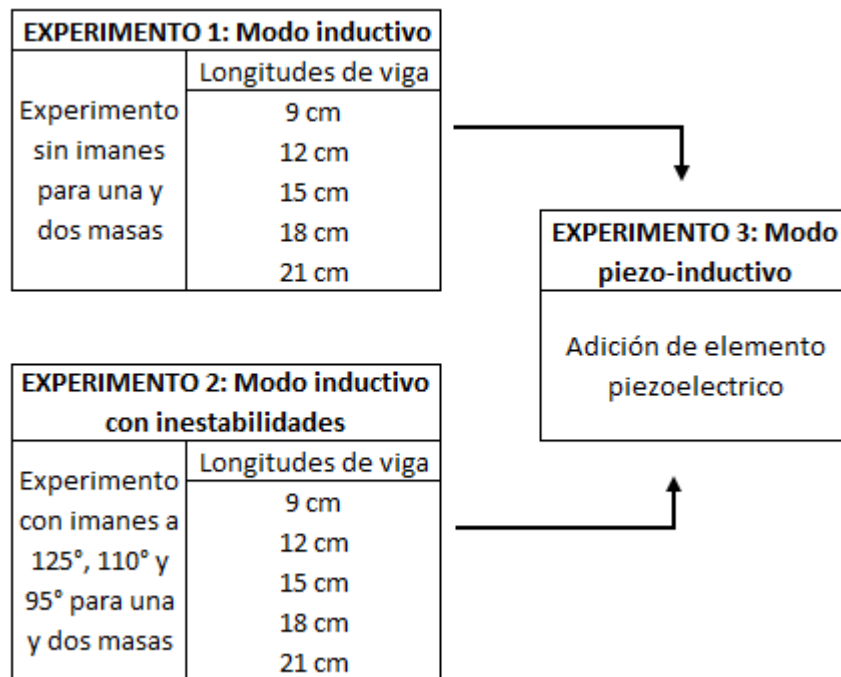 EXPERIMENTO 1: Modo inductivo
Experimento
sin imanes
para una y
dos masas
Longitudes de viga
9 cm
12 cm
15 cm
18 cm
21 cm
EXPERIMENTO 2: Modo inductivo
con inestabilidades
Experimento
con imanes a
125°, 110° y
95° para una
y dos masas
Longitudes de viga
9 cm
12 cm
15 cm
18 cm
21 cm
EXPERIMENTO 3: Modo
piezo-inductivo
Adición de elemento
piezoelectrico